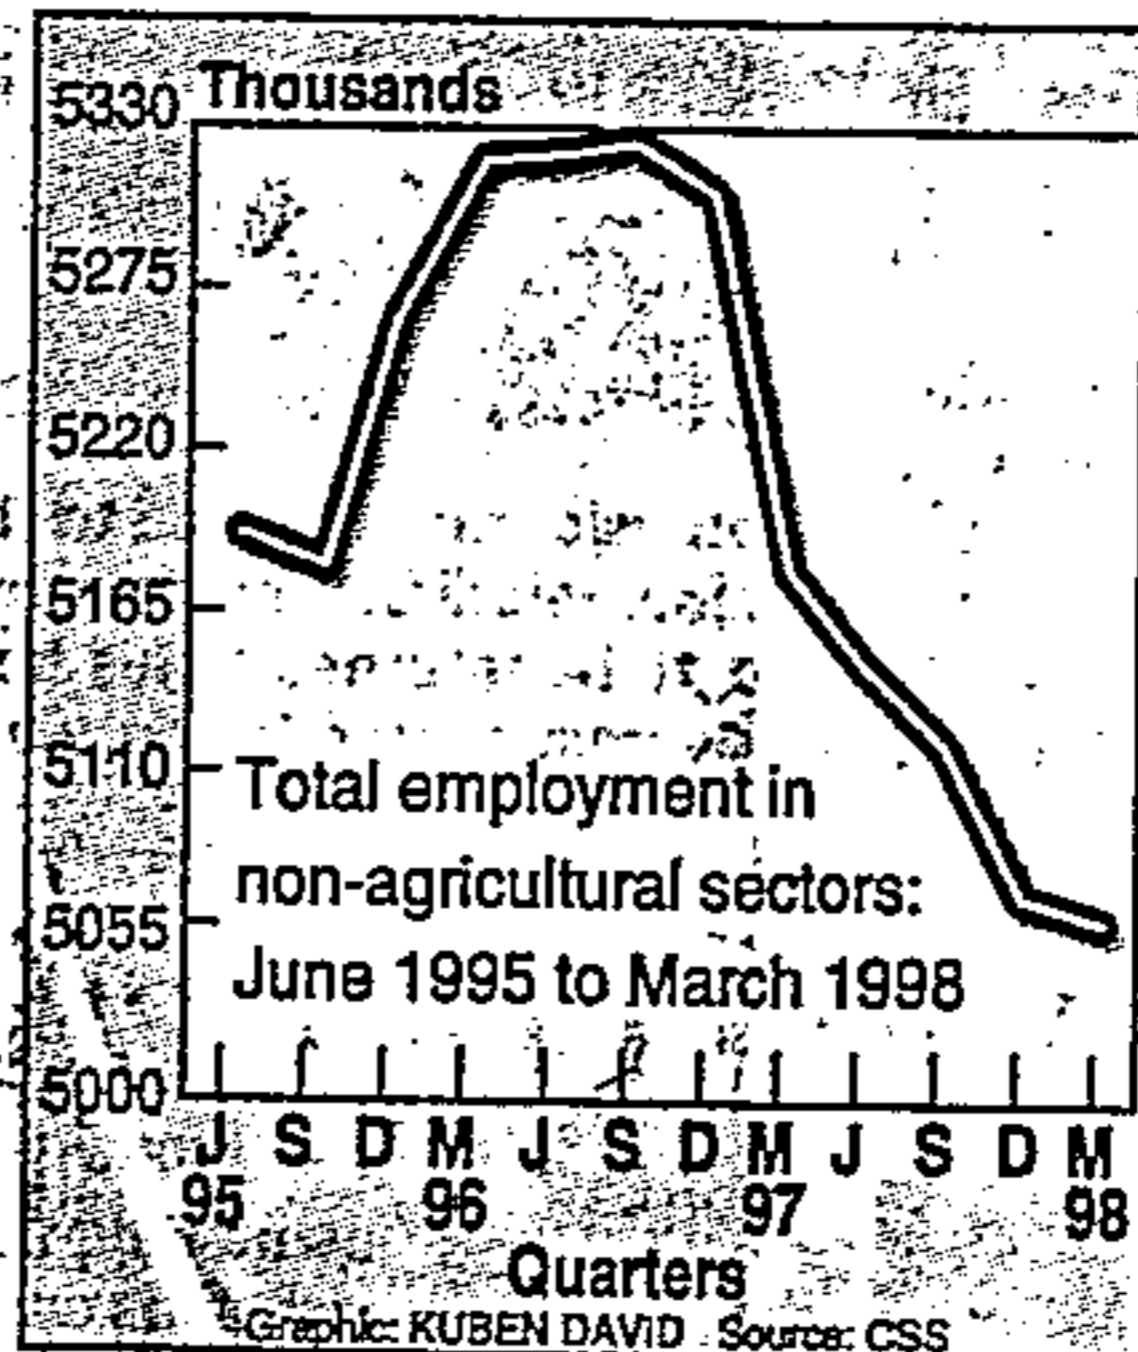 Thousands
5330
5275
5220
5165
5110
5055
5000
Total employment in
non-agricultural sectors:
June 1995 to March 1998
J S D M J S D M J S D M
95 96 97 98
Quarters
Graphic: KUBEN DAVID Source: CSS